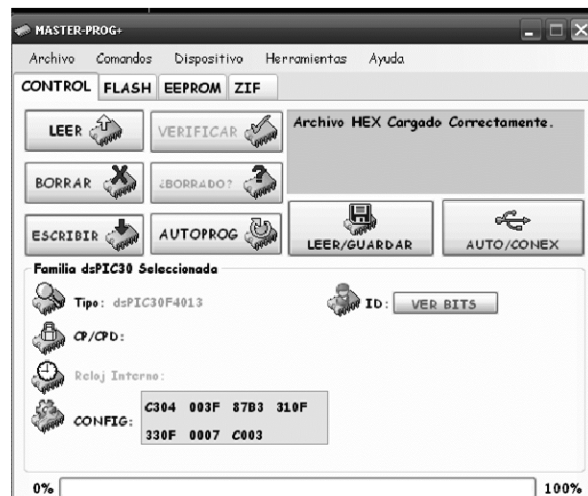 MASTER-PROG+
Archivo Comandos Dispositivo Herramientas Ayuda
CONTROL FLASH EEPROM ZIF
LEER
VERIFICAR
Archivo HEX Cargado Correctamente.
BORRAR
¿BORRADO?
ESCRIBIR
AUTOPROG
LEER/GUARDAR
AUTO/CONEX
Familia dsPIC30 Seleccionada
Tipo: dsPIC30F4013
ID: VER BITS
CP/CPD:
Reloj Interno:
CONFIG:
C304 003F 87B3 310F
330F 0007 C003
0% 100%